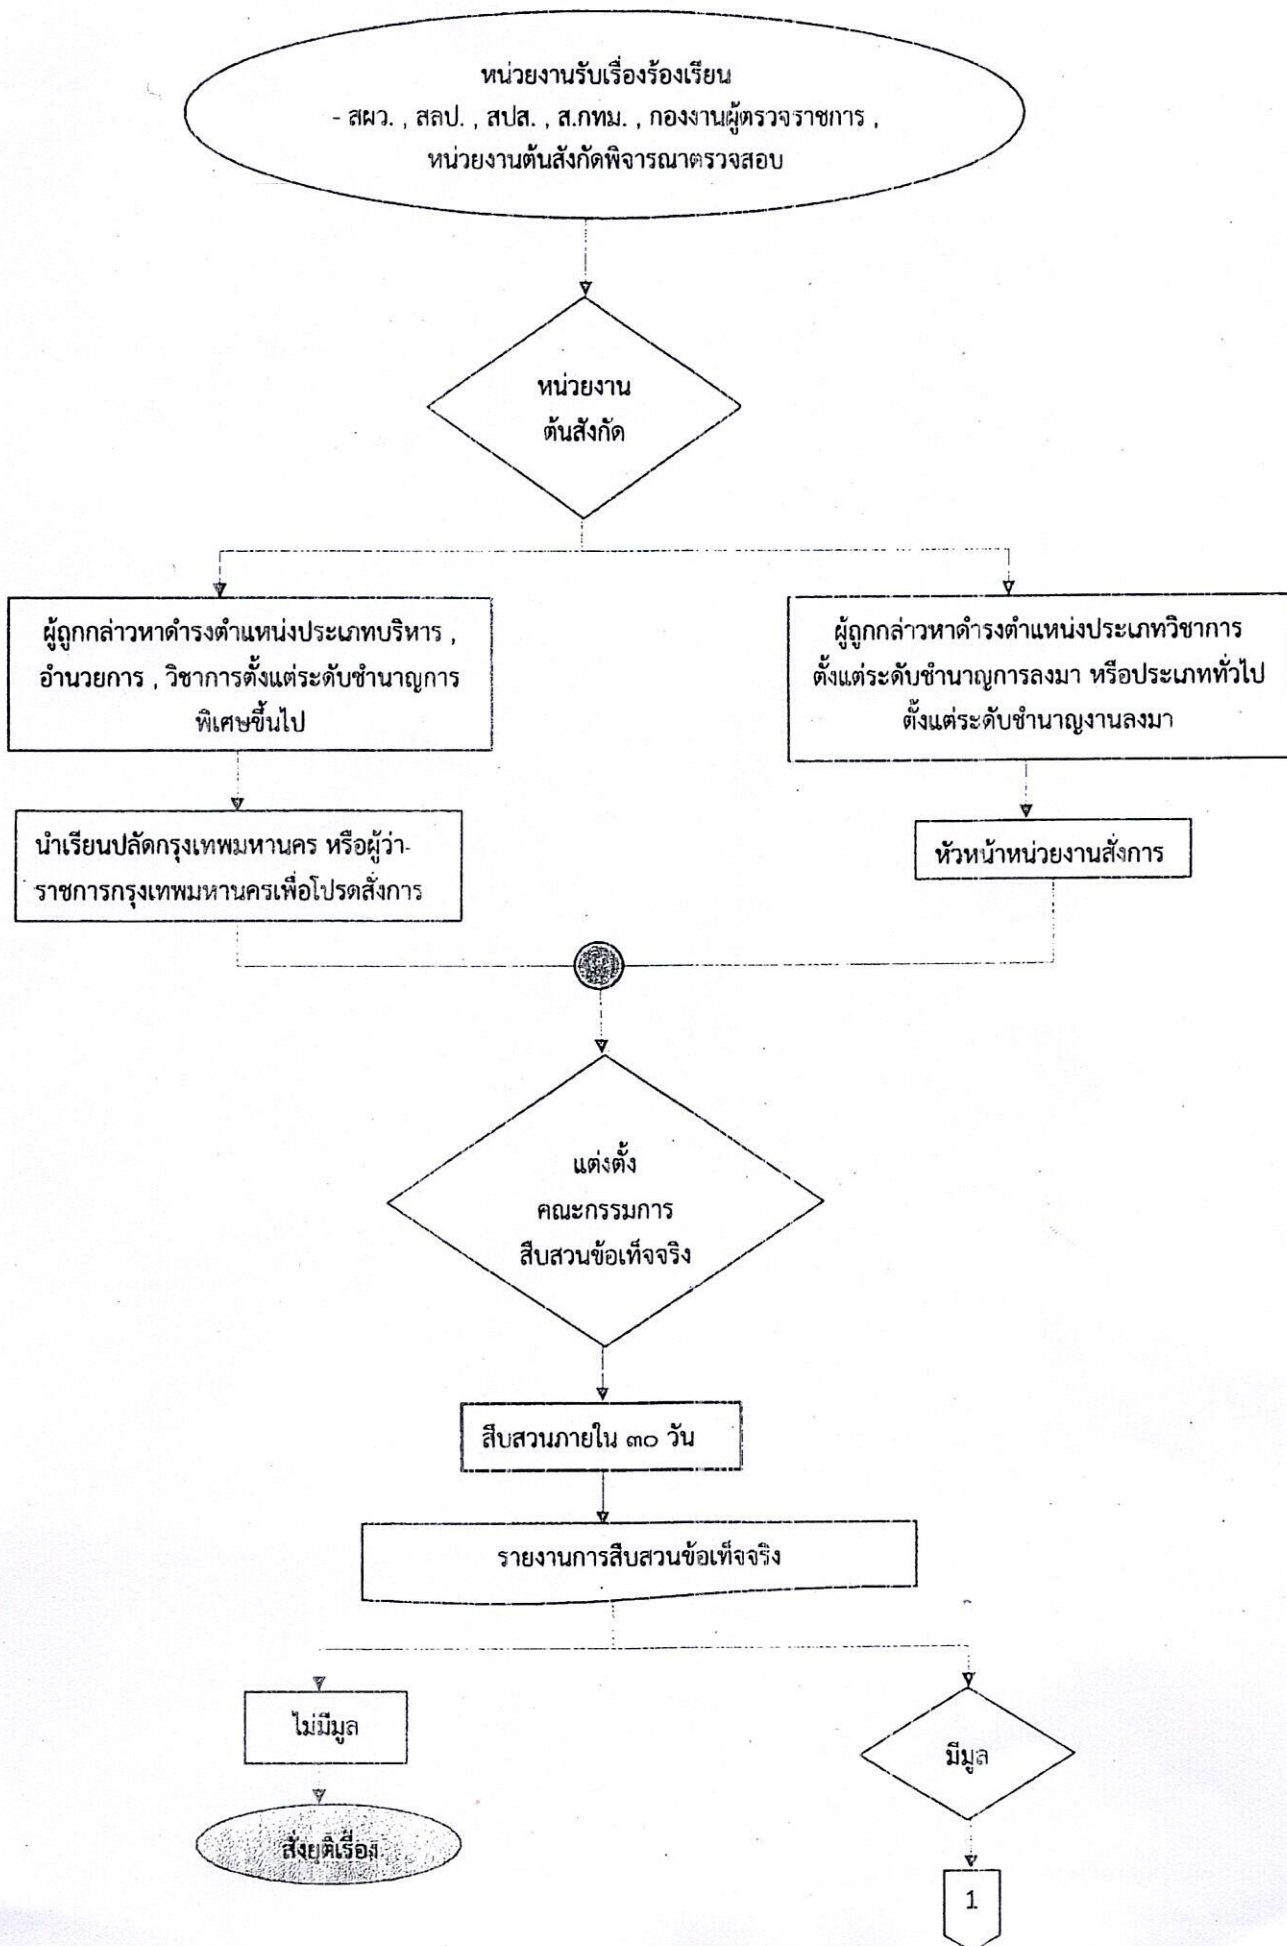 หน่วยงานรับเรื่องร้องเรียน
- สผว. , สลป. , สปส. , ส.กทม. , กองงานผู้ตรวจราชการ ,
หน่วยงานต้นสังกัดพิจารณาตรวจสอบ
หน่วยงาน
ต้นสังกัด
ผู้ถูกกล่าวหาดำรงตำแหน่งประเภทบริหาร ,
อำนวยการ , วิชาการตั้งแต่ระดับชำนาญการ
พิเศษขึ้นไป
ผู้ถูกกล่าวหาดำรงตำแหน่งประเภทวิชาการ
ตั้งแต่ระดับชำนาญการลงมา หรือประเภททั่วไป
ตั้งแต่ระดับชำนาญงานลงมา
นำเรียนปลัดกรุงเทพมหานคร หรือผู้ว่า-
ราชการกรุงเทพมหานครเพื่อโปรดสั่งการ
หัวหน้าหน่วยงานสั่งการ
แต่งตั้ง
คณะกรรมการ
สืบสวนข้อเท็จจริง
สืบสวนภายใน ๓๐ วัน
รายงานการสืบสวนข้อเท็จจริง
ไม่มีมูล
มีมูล
สั่งยุติเรื่อง
1